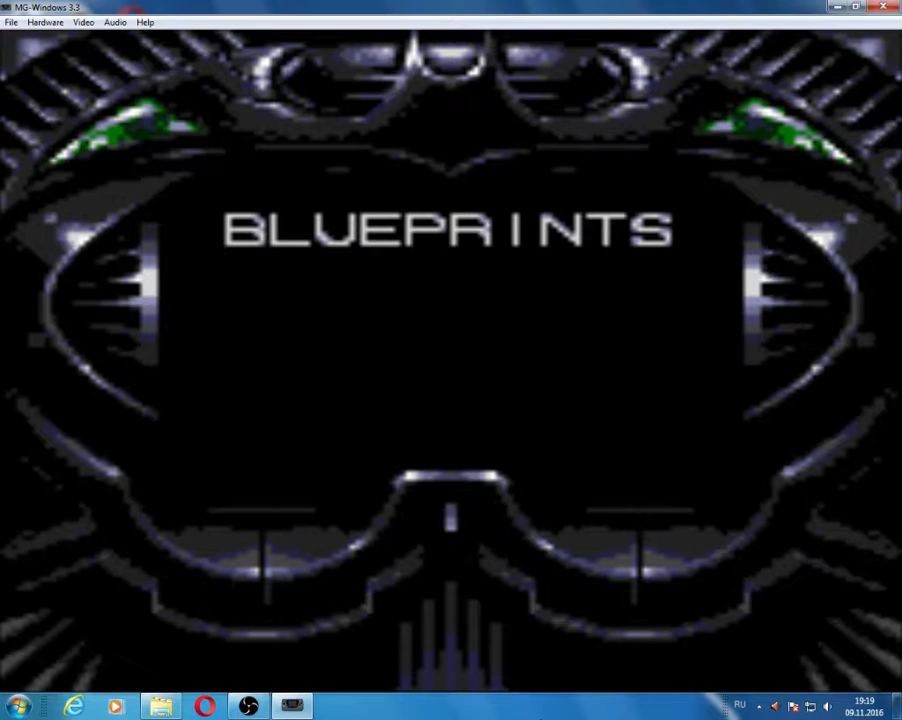 MG-Windows 3.3
File Hardware Video Audio Help
BLUEPRINTS
RU
19:19
09.11.2016